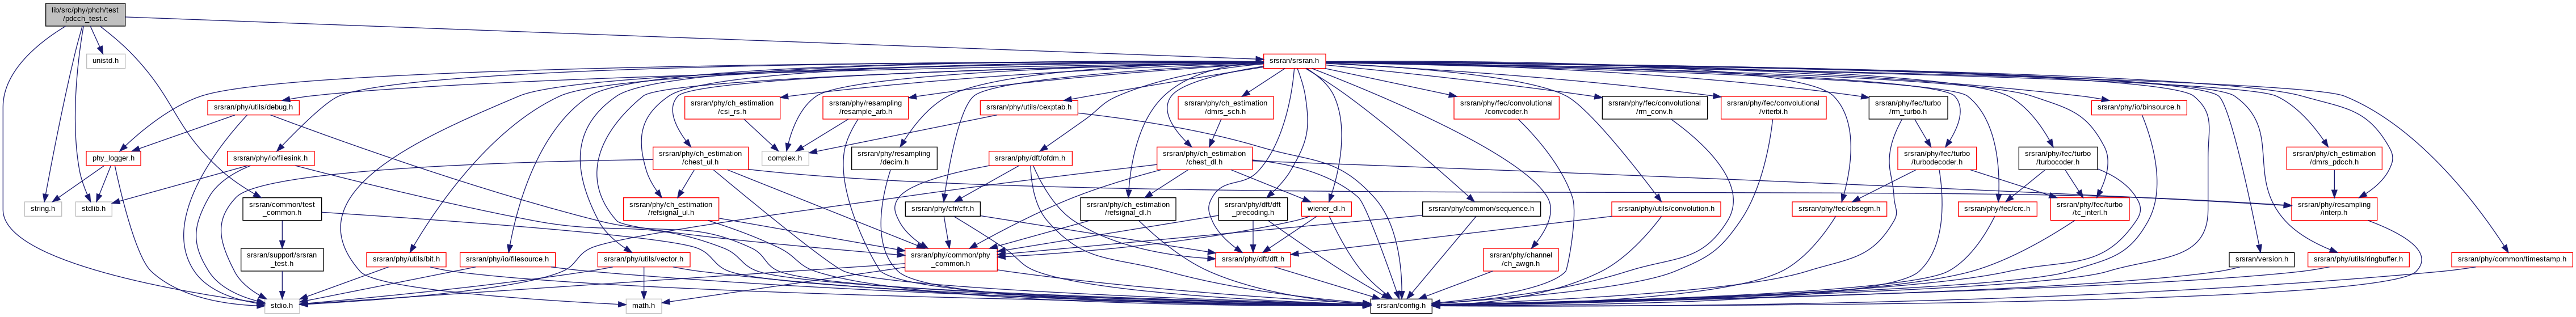 lib/src/phy/phch/test
/pdcch_test.c
unistd.h
srsran/srsran.h
srsran/phy/utils/debug.h
srsran/phy/ch_estimation
/csi_rs.h
srsran/phy/resampling
/resample_arb.h
srsran/phy/utils/cexptab.h
srsran/phy/ch_estimation
/dmrs_sch.h
srsran/phy/fec/convolutional
/convcoder.h
srsran/phy/fec/convolutional
/rm_conv.h
srsran/phy/fec/convolutional
/viterbi.h
srsran/phy/fec/turbo
/rm_turbo.h
srsran/phy/io/binsource.h
phy_logger.h
srsran/phy/io/filesink.h
srsran/phy/ch_estimation
/chest_ul.h
complex.h
srsran/phy/resampling
/decim.h
srsran/phy/dft/ofdm.h
srsran/phy/ch_estimation
/chest_dl.h
srsran/phy/fec/turbo
/turbodecoder.h
srsran/phy/fec/turbo
/turbocoder.h
srsran/phy/ch_estimation
/dmrs_pdcch.h
string.h
stdlib.h
srsran/common/test
_common.h
srsran/phy/ch_estimation
/refsignal_ul.h
srsran/phy/cfr/cfr.h
srsran/phy/ch_estimation
/refsignal_dl.h
srsran/phy/dft/dft
_precoding.h
wiener_dl.h
srsran/phy/common/sequence.h
srsran/phy/utils/convolution.h
srsran/phy/fec/cbsegm.h
srsran/phy/fec/crc.h
srsran/phy/fec/turbo
/tc_interl.h
srsran/phy/resampling
/interp.h
srsran/support/srsran
_test.h
srsran/phy/utils/bit.h
srsran/phy/io/filesource.h
srsran/phy/utils/vector.h
srsran/phy/common/phy
_common.h
srsran/phy/dft/dft.h
srsran/phy/channel
/ch_awgn.h
srsran/version.h
srsran/phy/utils/ringbuffer.h
srsran/phy/common/timestamp.h
stdio.h
math.h
srsran/config.h